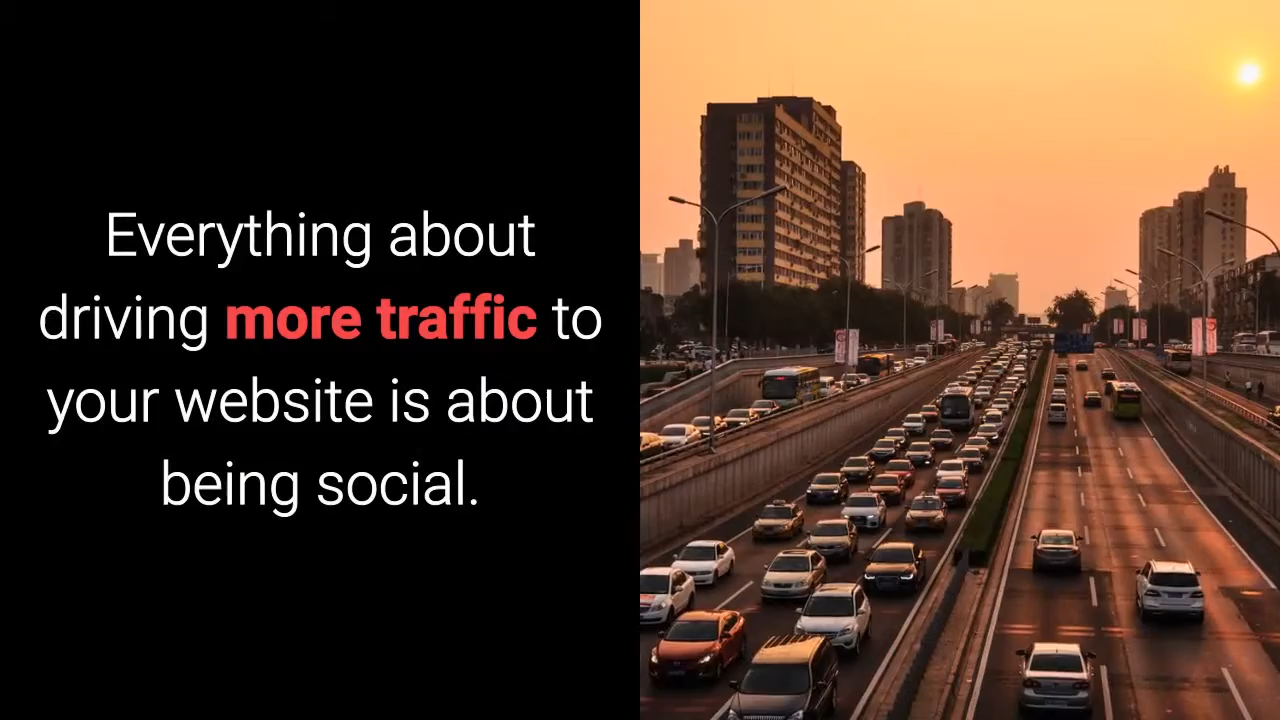 Everything about
driving more traffic to
your website is about
being social.